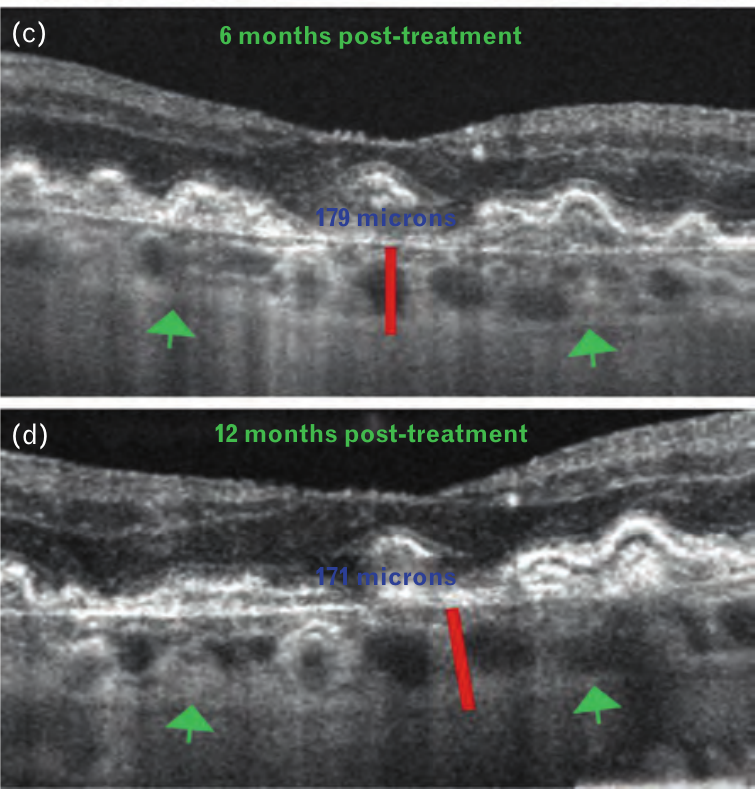 (c)
6 months post-treatment
179 microns
(d)
12 months post-treatment
171 microns